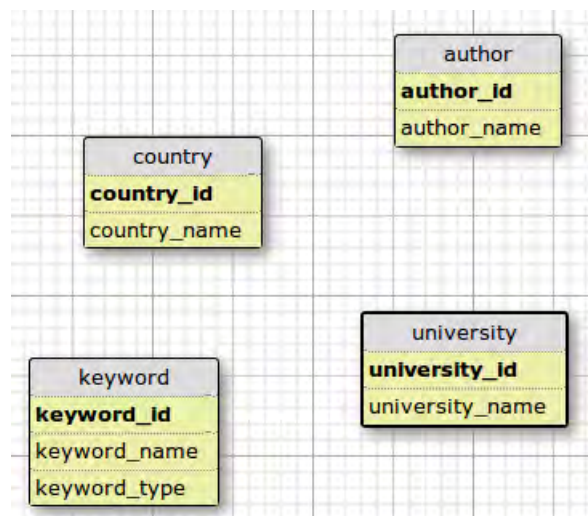 author
author_id
author_name
country
country_id
country_name
university
university_id
university_name
keyword
keyword_id
keyword_name
keyword_type